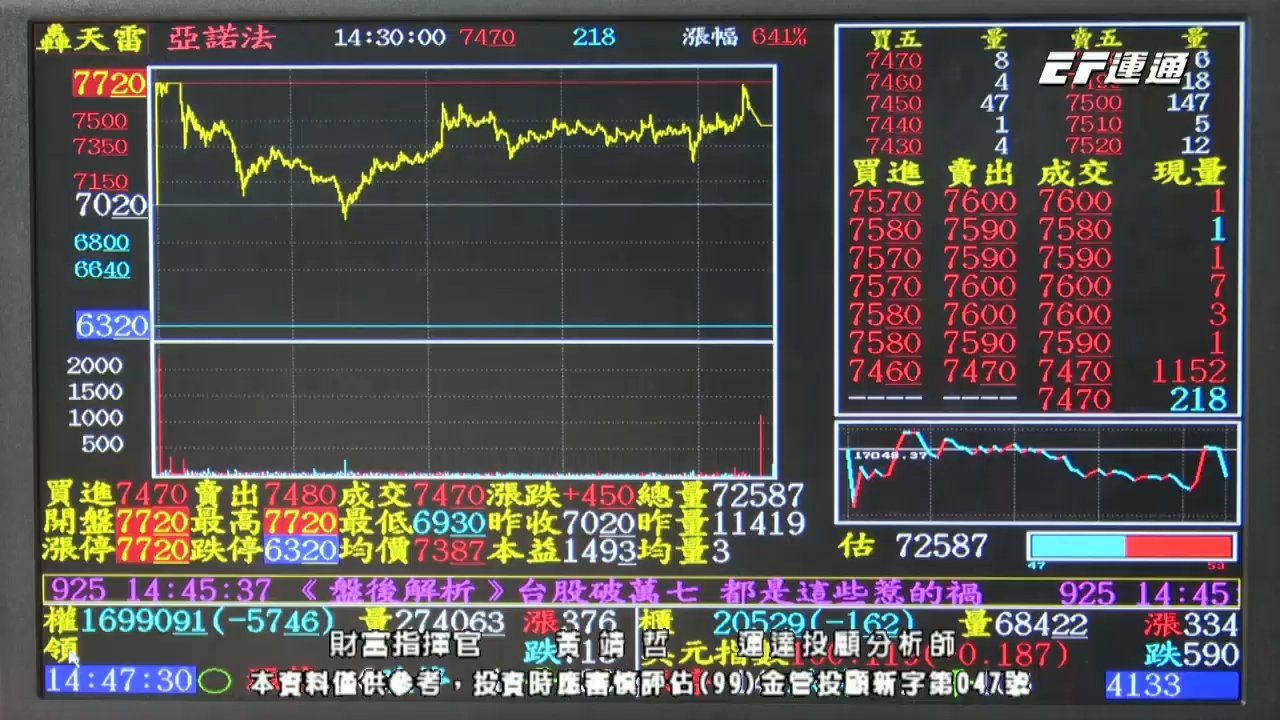 轟天雷 亞諾法 14:30:00 7470 218 漲幅 641%
7720
7500
7350
7150
7020
6800
6640
6320
2000
1500
1000
500
買五 量 賣五 量
7470 8 6
7460 4 18
7450 47 7500 147
7440 1 7510 5
7430 4 7520 12
EF運通
買進 賣出 成交 現量
7570 7600 7600 1
7580 7590 7580 1
7570 7590 7590 1
7570 7600 7600 7
7580 7600 7600 3
7580 7590 7590 1
7460 7470 7470 1152
---- ---- 7470 218
17048.37
買進7470賣出7480成交7470漲跌+450總量72587
開盤7720最高7720最低6930昨收7020昨量11419
漲停7720跌停6320均價7387本益1493均量3
估 72587
47 53
925 14:45:37 《盤後解析》台股破萬七 都是這些惹的禍 925 14:45
權1699091(-5746) 量274063 漲376 櫃 20529(-162) 量68422 漲334
領 跌 跌590
財富指揮官 黃靖哲 運達投顧分析師
14:47:30 4133
本資料僅供參考，投資時應審慎評估(99)金管投顧新字第047號